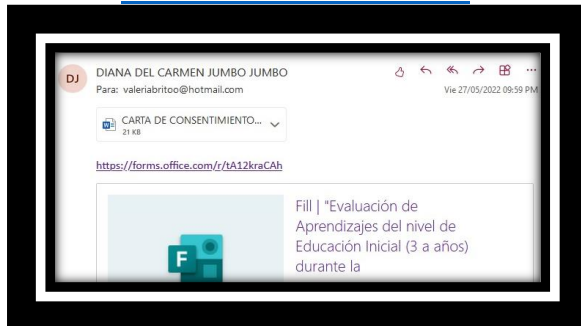 DJ
DIANA DEL CARMEN JUMBO JUMBO
Para: valeriabritoo@hotmail.com
Vie 27/05/2022 09:59 PM
CARTA DE CONSENTIMIENTO...
21 KB
https://forms.office.com/r/tA12kraCAh
F
Fill | "Evaluación de
Aprendizajes del nivel de
Educación Inicial (3 a años)
durante la